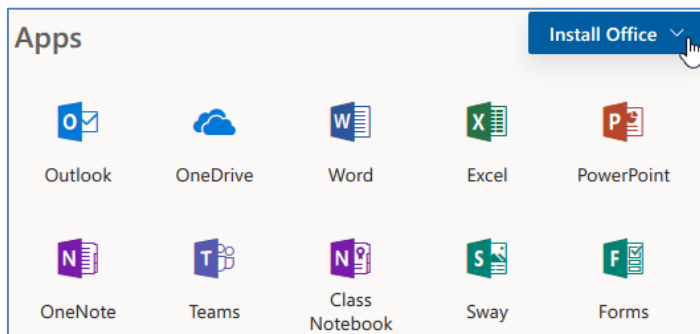 Apps
Install Office
Outlook
OneDrive
Word
Excel
PowerPoint
OneNote
Teams
Class
Notebook
Sway
Forms